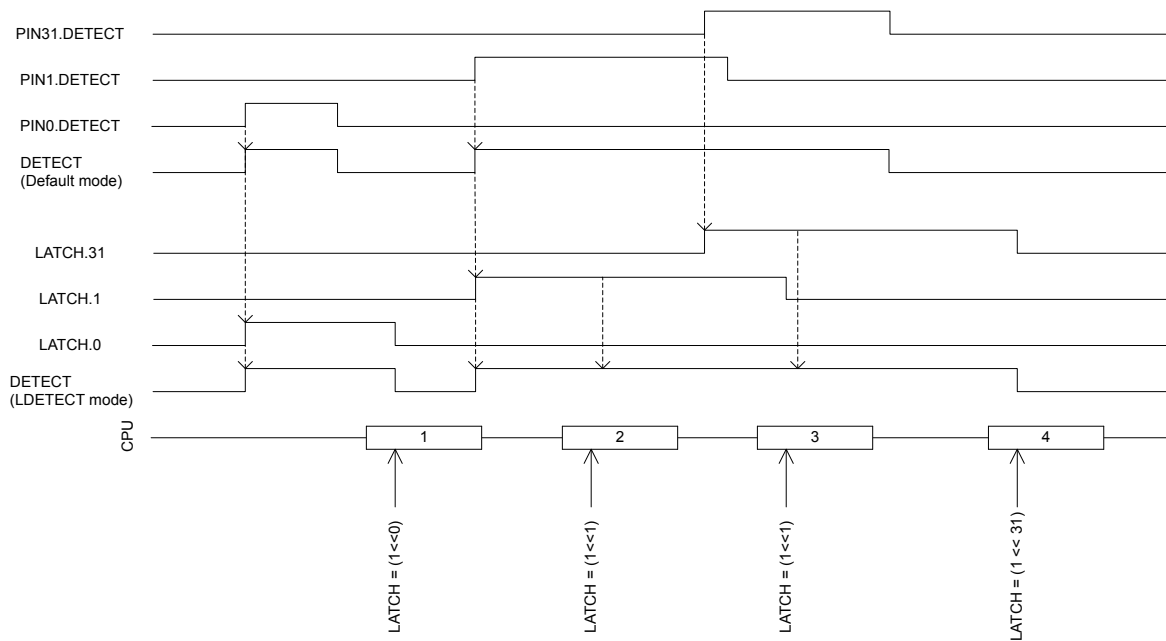 PIN31.DETECT
PIN1.DETECT
PIN0.DETECT
DETECT
(Default mode)
LATCH.31
LATCH.1
LATCH.0
DETECT
(LDETECT mode)
CPU
1
2
3
4
LATCH = (1<<0)
LATCH = (1<<1)
LATCH = (1<<1)
LATCH = (1 << 31)